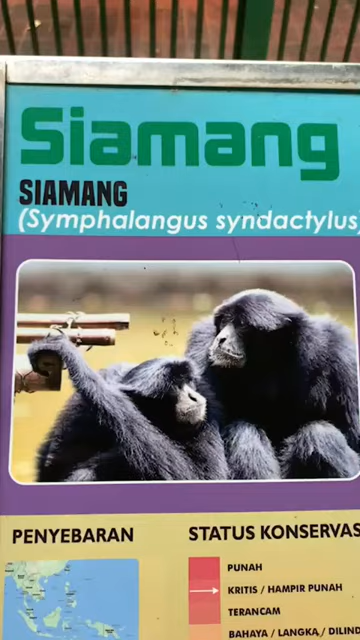 Siamang
SIAMANG
(Symphalangus syndactylus
PENYEBARAN
STATUS KONSERVAS
PUNAH
KRITIS / HAMPIR PUNAH
TERANCAM
BAHAYA / LANGKA / DILIND